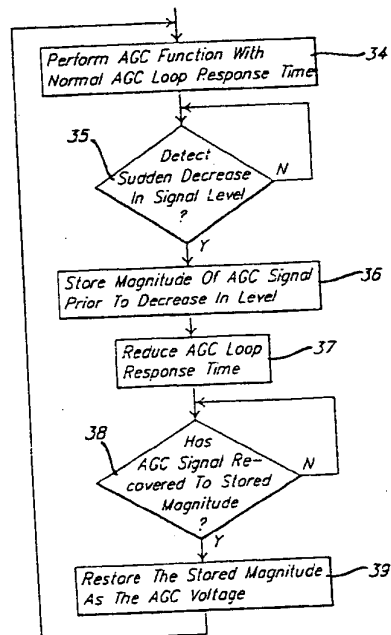 Perform AGC Function With
Normal AGC Loop Response Time
34
35
Detect
Sudden Decrease
In Signal Level
?
N
Y
Store Magnitude Of AGC Signal
Prior To Decrease In Level
36
Reduce AGC Loop
Response Time
37
38
Has
AGC Signal Re-
covered To Stored
Magnitude
?
N
Y
Restore The Stored Magnitude
As The AGC Voltage
39